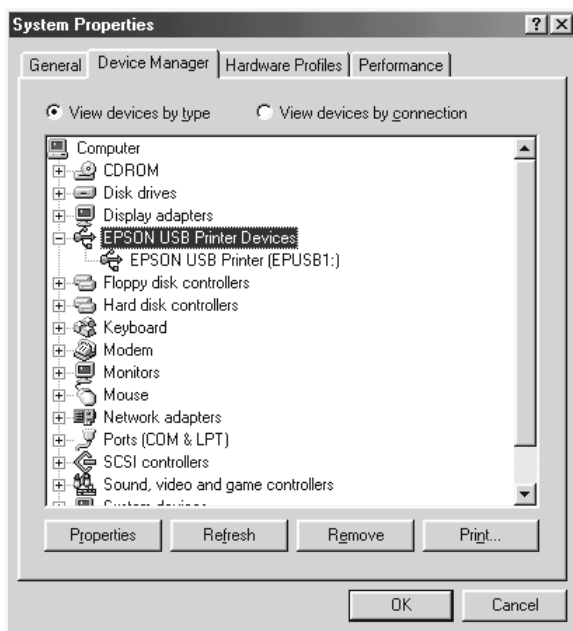 System Properties
General Device Manager Hardware Profiles Performance
View devices by type View devices by connection
Computer
CDROM
Disk drives
Display adapters
EPSON USB Printer Devices
EPSON USB Printer (EPUSB1:)
Floppy disk controllers
Hard disk controllers
Keyboard
Modem
Monitors
Mouse
Network adapters
Ports (COM & LPT)
SCSI controllers
Sound, video and game controllers
System devices
Properties Refresh Remove Print...
OK Cancel